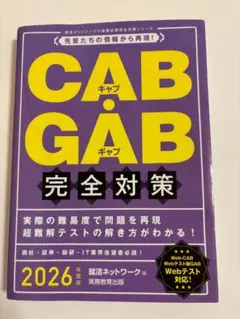 就活ネットワークの就職試験完全対策シリーズ
先輩たちの情報から再現!
CAB・
キャブ
GAB
ギャブ
完全対策
実際の難易度で問題を再現
超難解テストの解き方がわかる!
商社・証券・総研・IT業界志望者必携!
Web-CAB
Webテスト版GAB
Webテスト
対応!
2026年度版
就活ネットワーク 編
実務教育出版